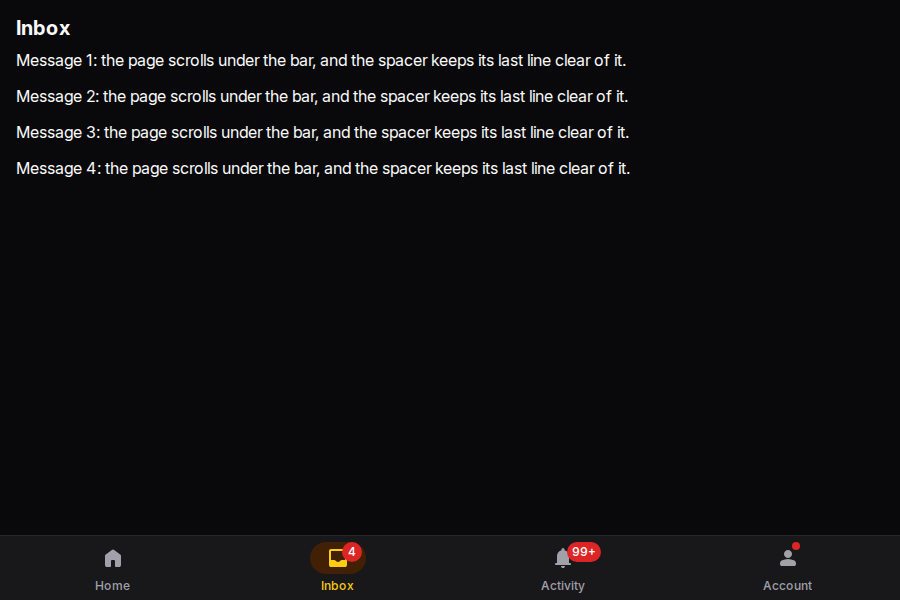 Inbox
Message 1: the page scrolls under the bar, and the spacer keeps its last line clear of it.
Message 2: the page scrolls under the bar, and the spacer keeps its last line clear of it.
Message 3: the page scrolls under the bar, and the spacer keeps its last line clear of it.
Message 4: the page scrolls under the bar, and the spacer keeps its last line clear of it.
4
99+
Home
Inbox
Activity
Account